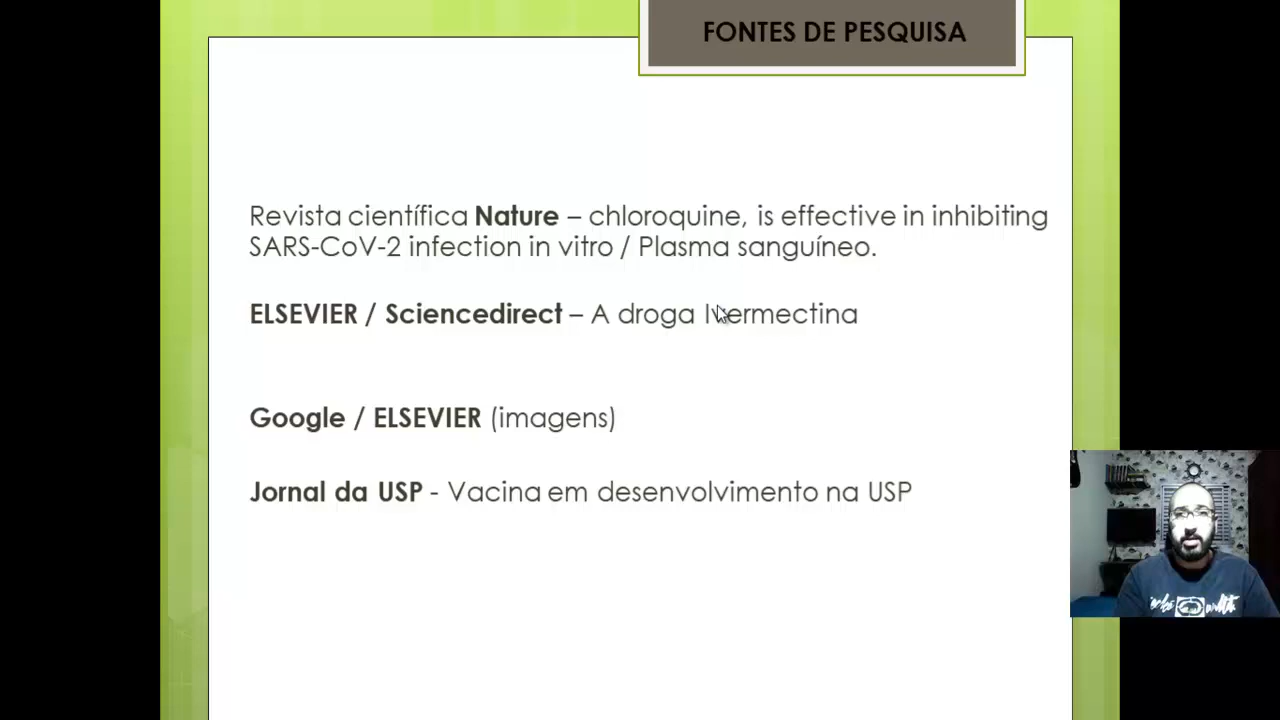 FONTES DE PESQUISA
Revista científica Nature – chloroquine, is effective in inhibiting
SARS-CoV-2 infection in vitro / Plasma sanguíneo.
ELSEVIER / Sciencedirect – A droga Ivermectina
Google / ELSEVIER (imagens)
Jornal da USP - Vacina em desenvolvimento na USP